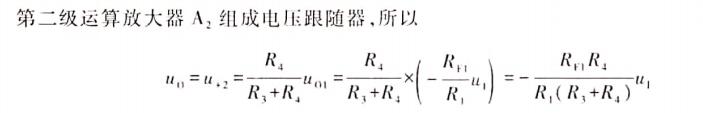 第二级运算放大器 A₂ 组成电压跟随器,所以
u_O = u_{+2} = \frac{R_4}{R_3+R_4} u_{O1} = \frac{R_4}{R_3+R_4} × \left( -\frac{R_{F1}}{R_1} u_I \right) = -\frac{R_{F1} R_4}{R_1 ( R_3+R_4 )} u_I